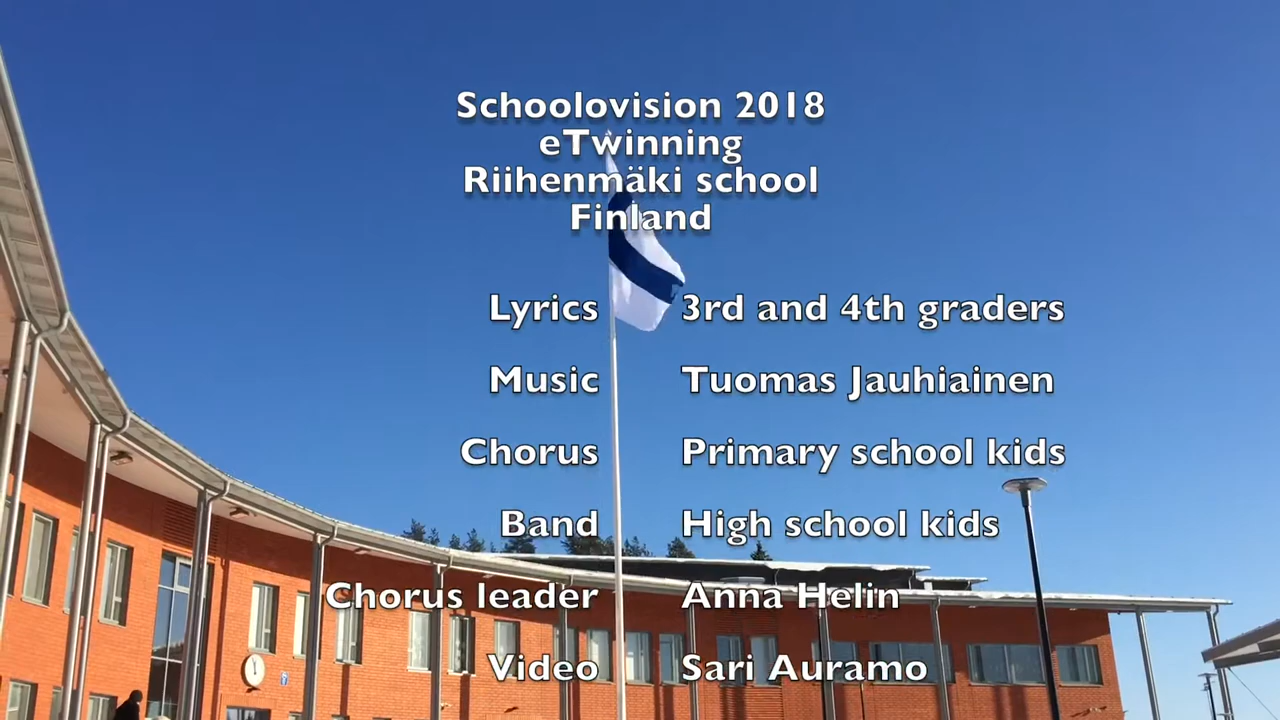 Schoolovision 2018
eTwinning
Riihenmäki school
Finland
Lyrics 3rd and 4th graders
Music Tuomas Jauhiainen
Chorus Primary school kids
Band High school kids
Chorus leader Anna Helin
Video Sari Auramo